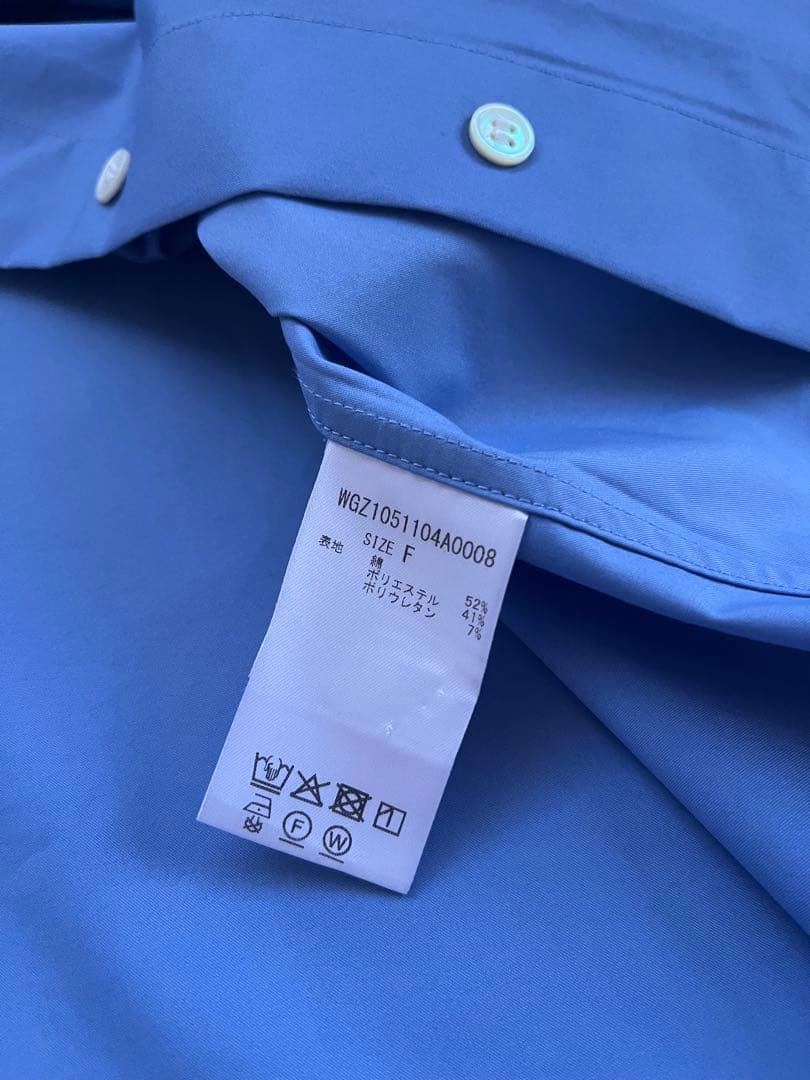 WGZ1051104A0008
SIZE F
表地 綿 52%
ポリエステル 41%
ポリウレタン 7%
F W